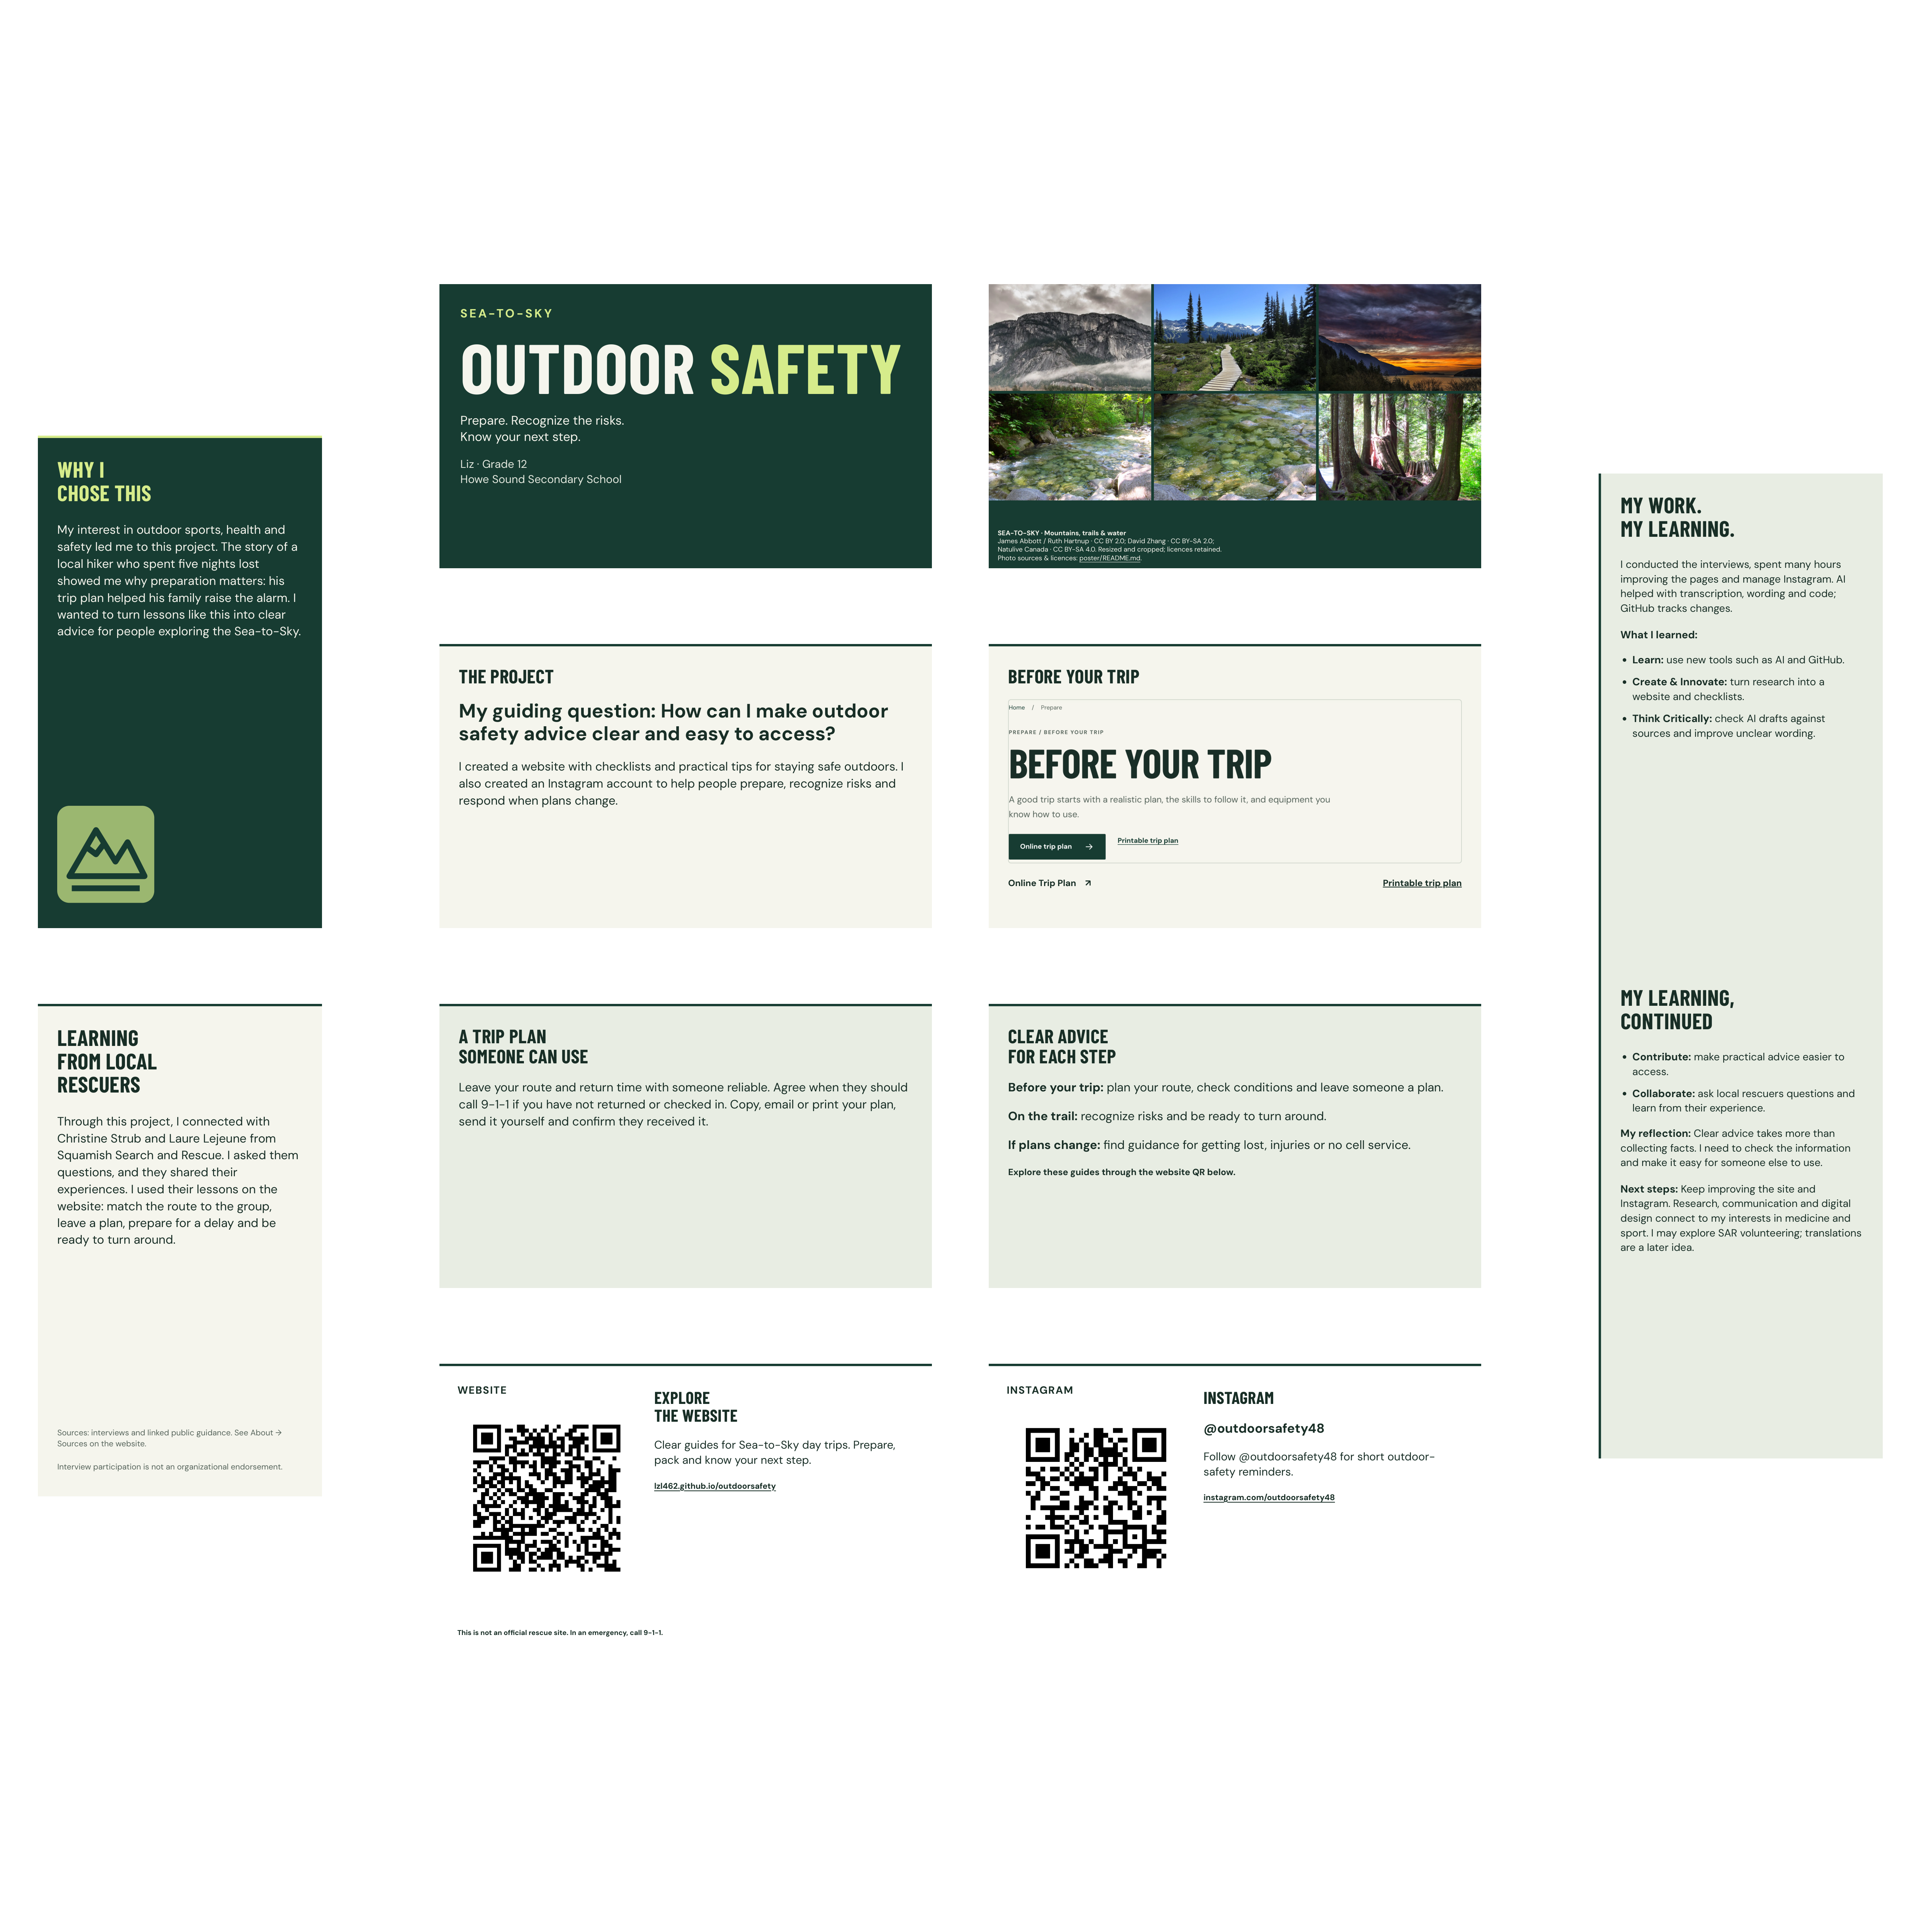 WHY I
CHOSE THIS
My interest in outdoor sports, health and
safety led me to this project. The story of a
local hiker who spent five nights lost
showed me why preparation matters: his
trip plan helped his family raise the alarm. I
wanted to turn lessons like this into clear
advice for people exploring the Sea-to-Sky.
LEARNING
FROM LOCAL
RESCUERS
Through this project, I connected with
Christine Strub and Laure Lejeune from
Squamish Search and Rescue. I asked them
questions, and they shared their
experiences. I used their lessons on the
website: match the route to the group,
leave a plan, prepare for a delay and be
ready to turn around.
Sources: interviews and linked public guidance. See About →
Sources on the website.
Interview participation is not an organizational endorsement.
SEA-TO-SKY
OUTDOOR SAFETY
Prepare. Recognize the risks.
Know your next step.
Liz · Grade 12
Howe Sound Secondary School
SEA-TO-SKY · Mountains, trails & water
James Abbott / Ruth Hartnup · CC BY 2.0; David Zhang · CC BY-SA 2.0;
Natulive Canada · CC BY-SA 4.0. Resized and cropped; licences retained.
Photo sources & licences: poster/README.md.
THE PROJECT
My guiding question: How can I make outdoor
safety advice clear and easy to access?
I created a website with checklists and practical tips for staying safe outdoors. I
also created an Instagram account to help people prepare, recognize risks and
respond when plans change.
BEFORE YOUR TRIP
Home / Prepare
PREPARE / BEFORE YOUR TRIP
BEFORE YOUR TRIP
A good trip starts with a realistic plan, the skills to follow it, and equipment you
know how to use.
Online trip plan → Printable trip plan
Online Trip Plan ↗ Printable trip plan
A TRIP PLAN
SOMEONE CAN USE
Leave your route and return time with someone reliable. Agree when they should
call 9-1-1 if you have not returned or checked in. Copy, email or print your plan,
send it yourself and confirm they received it.
CLEAR ADVICE
FOR EACH STEP
Before your trip: plan your route, check conditions and leave someone a plan.
On the trail: recognize risks and be ready to turn around.
If plans change: find guidance for getting lost, injuries or no cell service.
Explore these guides through the website QR below.
WEBSITE
EXPLORE
THE WEBSITE
Clear guides for Sea-to-Sky day trips. Prepare,
pack and know your next step.
lzl462.github.io/outdoorsafety
This is not an official rescue site. In an emergency, call 9-1-1.
INSTAGRAM
INSTAGRAM
@outdoorsafety48
Follow @outdoorsafety48 for short outdoor-
safety reminders.
instagram.com/outdoorsafety48
MY WORK.
MY LEARNING.
I conducted the interviews, spent many hours
improving the pages and manage Instagram. AI
helped with transcription, wording and code;
GitHub tracks changes.
What I learned:
• Learn: use new tools such as AI and GitHub.
• Create & Innovate: turn research into a
website and checklists.
• Think Critically: check AI drafts against
sources and improve unclear wording.
MY LEARNING,
CONTINUED
• Contribute: make practical advice easier to
access.
• Collaborate: ask local rescuers questions and
learn from their experience.
My reflection: Clear advice takes more than
collecting facts. I need to check the information
and make it easy for someone else to use.
Next steps: Keep improving the site and
Instagram. Research, communication and digital
design connect to my interests in medicine and
sport. I may explore SAR volunteering; translations
are a later idea.